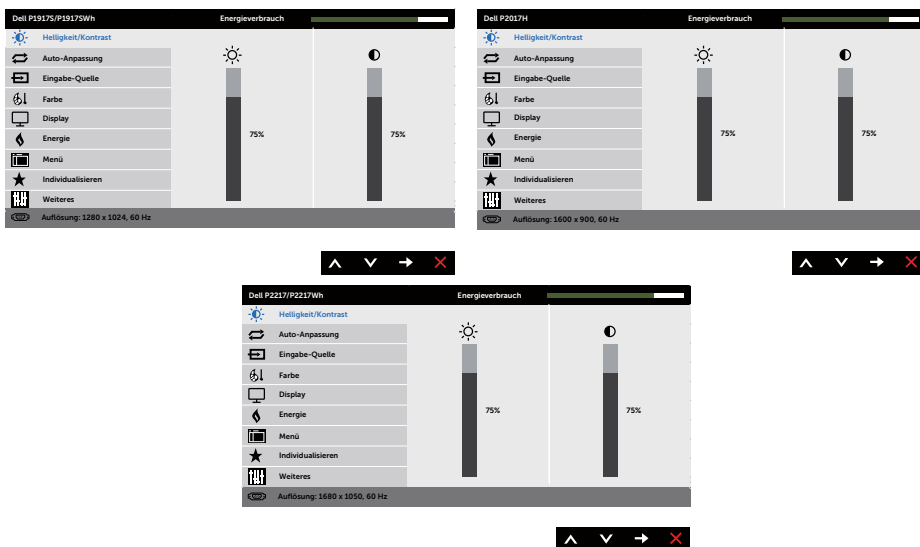 Dell P1917S/P1917SWh Energieverbrauch
Helligkeit/Kontrast
Auto-Anpassung
Eingabe-Quelle
Farbe
Display
Energie
Menü
Individualisieren
Weiteres
75% 75%
Auflösung: 1280 x 1024, 60 Hz
Dell P2017H Energieverbrauch
Helligkeit/Kontrast
Auto-Anpassung
Eingabe-Quelle
Farbe
Display
Energie
Menü
Individualisieren
Weiteres
75% 75%
Auflösung: 1600 x 900, 60 Hz
Dell P2217/P2217Wh Energieverbrauch
Helligkeit/Kontrast
Auto-Anpassung
Eingabe-Quelle
Farbe
Display
Energie
Menü
Individualisieren
Weiteres
75% 75%
Auflösung: 1680 x 1050, 60 Hz